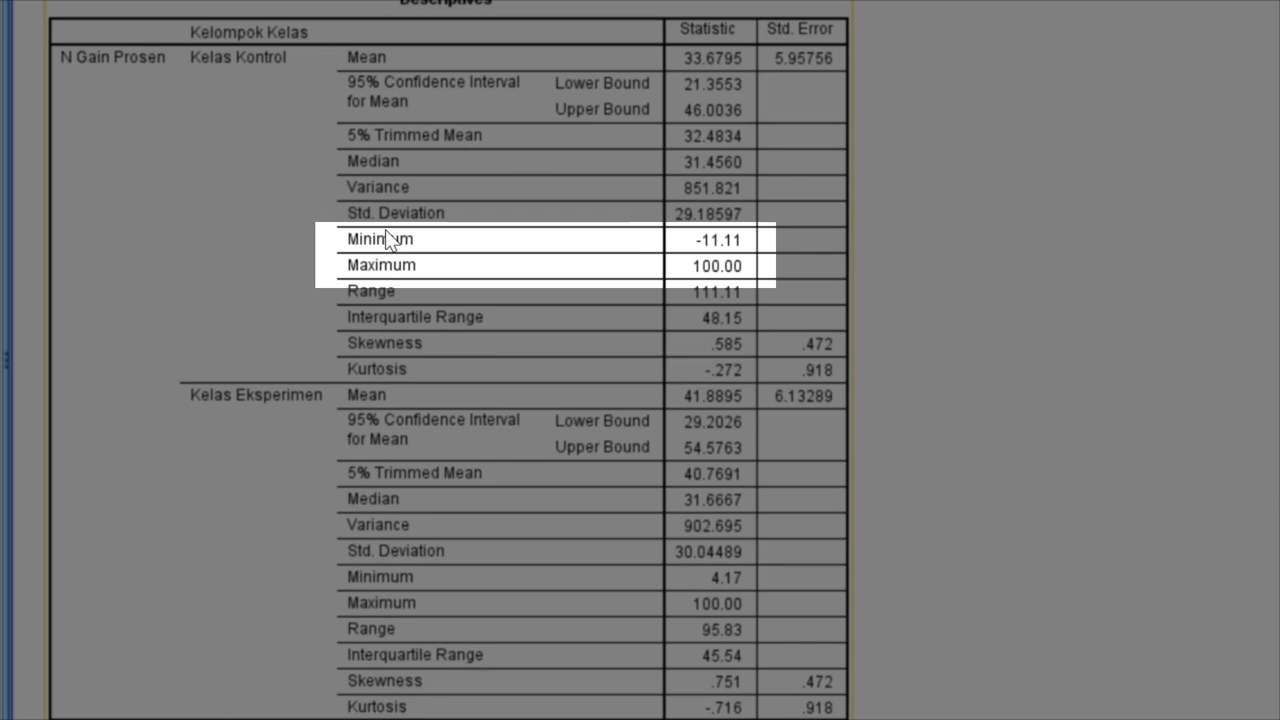 Descriptives
Kelompok Kelas Statistic Std. Error
N Gain Prosen Kelas Kontrol Mean 33.6795 5.95756
95% Confidence Interval for Mean Lower Bound 21.3553
Upper Bound 46.0036
5% Trimmed Mean 32.4834
Median 31.4560
Variance 851.821
Std. Deviation 29.18597
Minimum -11.11
Maximum 100.00
Range 111.11
Interquartile Range 48.15
Skewness .585 .472
Kurtosis -.272 .918
Kelas Eksperimen Mean 41.8895 6.13289
95% Confidence Interval for Mean Lower Bound 29.2026
Upper Bound 54.5763
5% Trimmed Mean 40.7691
Median 31.6667
Variance 902.695
Std. Deviation 30.04489
Minimum 4.17
Maximum 100.00
Range 95.83
Interquartile Range 45.54
Skewness .751 .472
Kurtosis -.716 .918